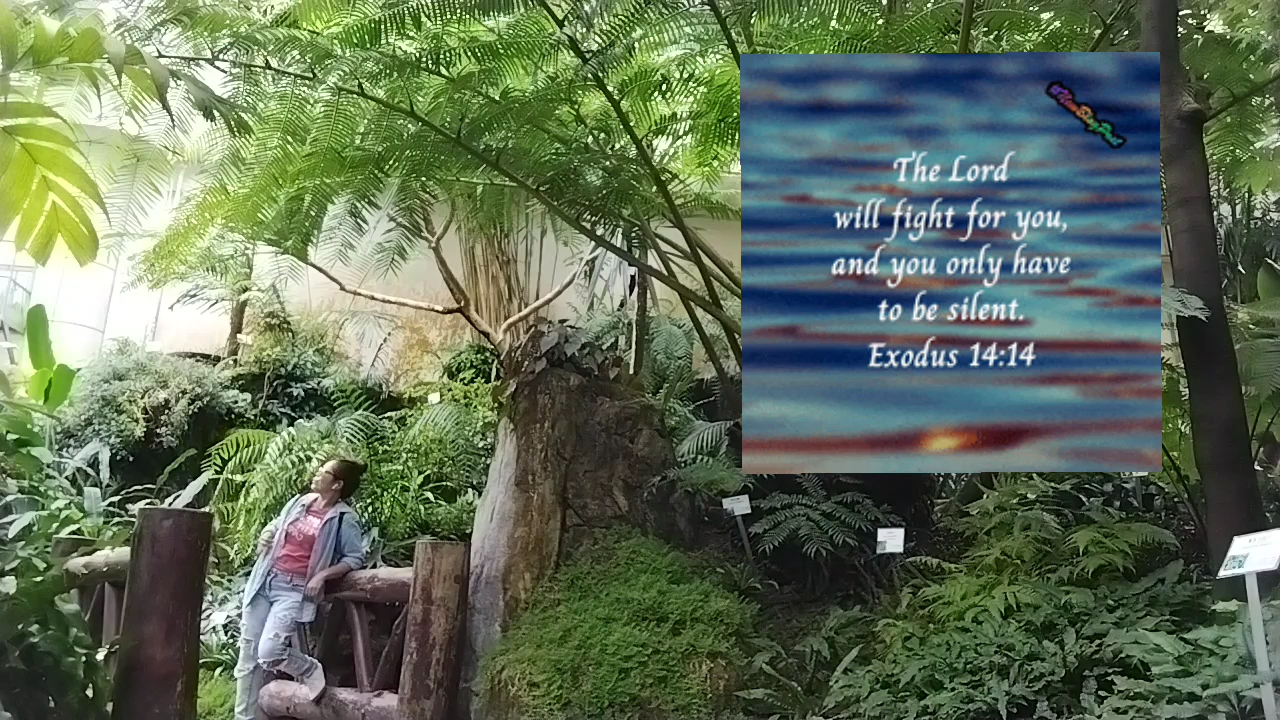 The Lord
will fight for you,
and you only have
to be silent.
Exodus 14:14